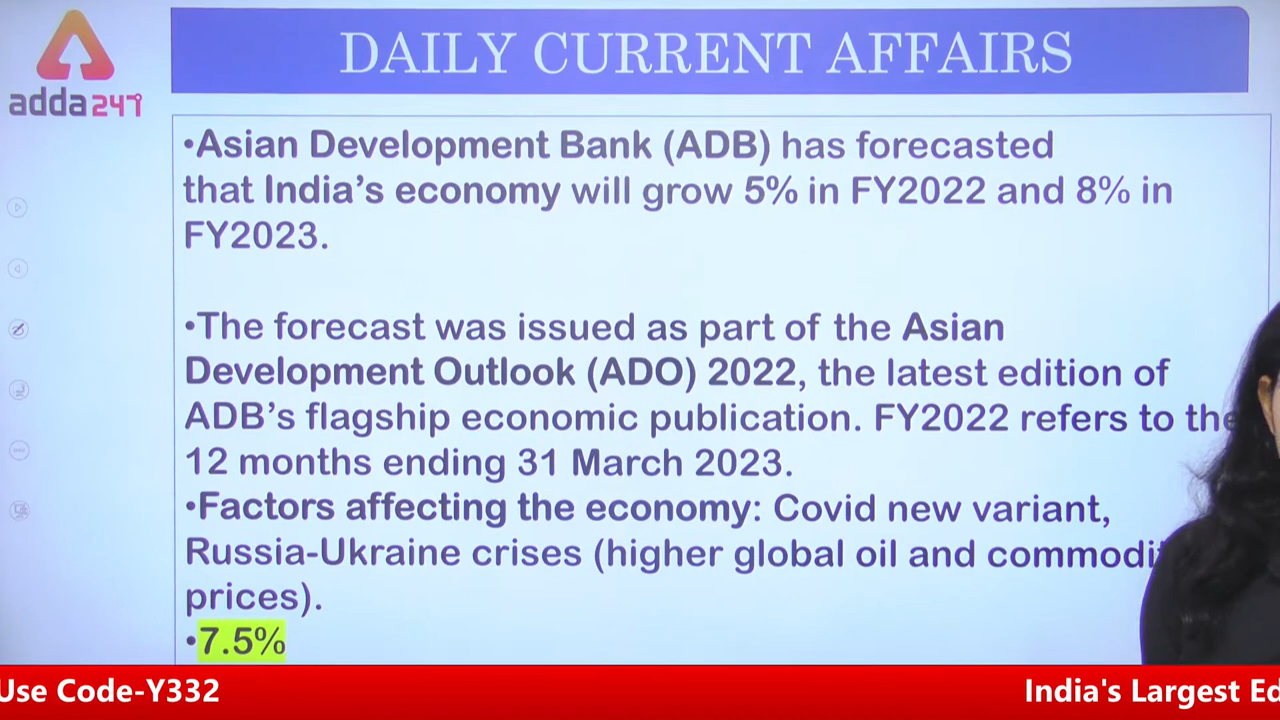 adda247
DAILY CURRENT AFFAIRS
•Asian Development Bank (ADB) has forecasted
that India's economy will grow 5% in FY2022 and 8% in
FY2023.
•The forecast was issued as part of the Asian
Development Outlook (ADO) 2022, the latest edition of
ADB's flagship economic publication. FY2022 refers to the
12 months ending 31 March 2023.
•Factors affecting the economy: Covid new variant,
Russia-Ukraine crises (higher global oil and
prices).
•7.5%
Use Code-Y332
India's Largest